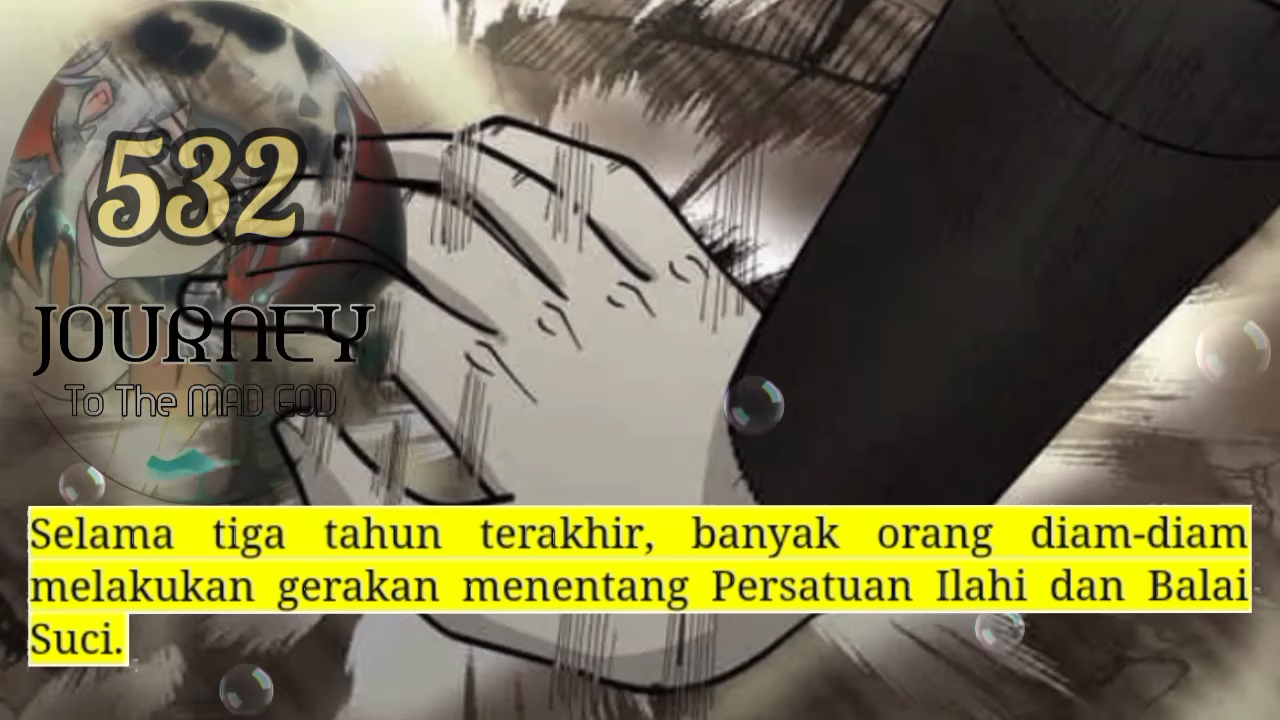 532
JOURNEY
To The MAD GOD
Selama tiga tahun terakhir, banyak orang diam-diam
melakukan gerakan menentang Persatuan Ilahi dan Balai
Suci.